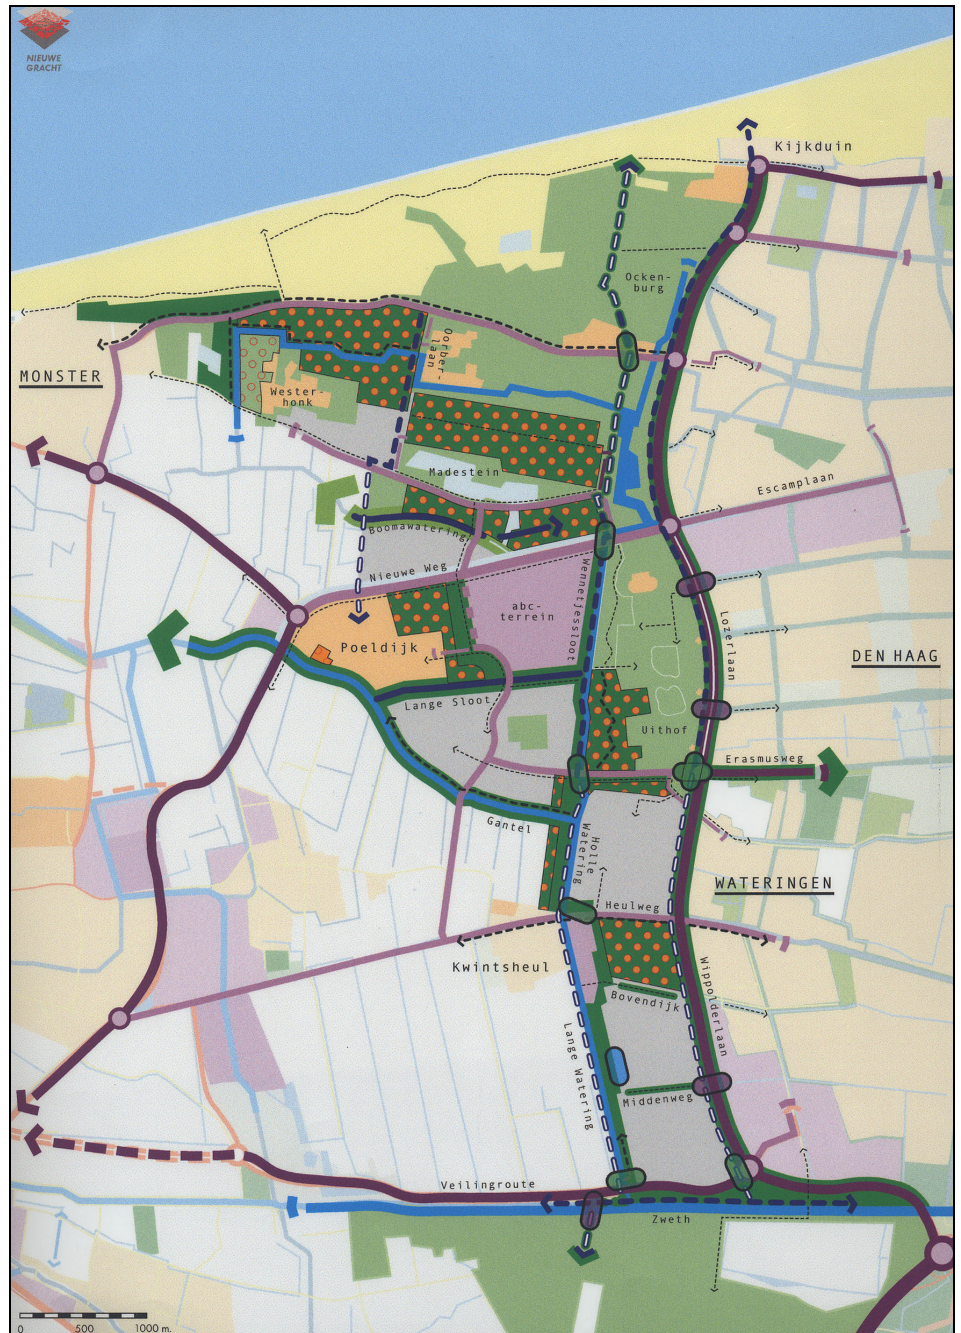 NIEUWE
GRACHT
Kijkduin
Ocken-
burg
Oorber-
laan
MONSTER
Wester-
honk
Madestein
Escamplaan
Boomawatering
Nieuwe Weg
Wennetjessloot
abc-
terrein
Lozerlaan
Poeldijk
DEN HAAG
Lange Sloot
Uithof
Erasmusweg
Gantel
Holle
Watering
WATERINGEN
Heulweg
Kwintsheul
Wippolderlaan
Bovendijk
Lange Watering
Middenweg
Veilingroute
Zweth
0 500 1000 m.